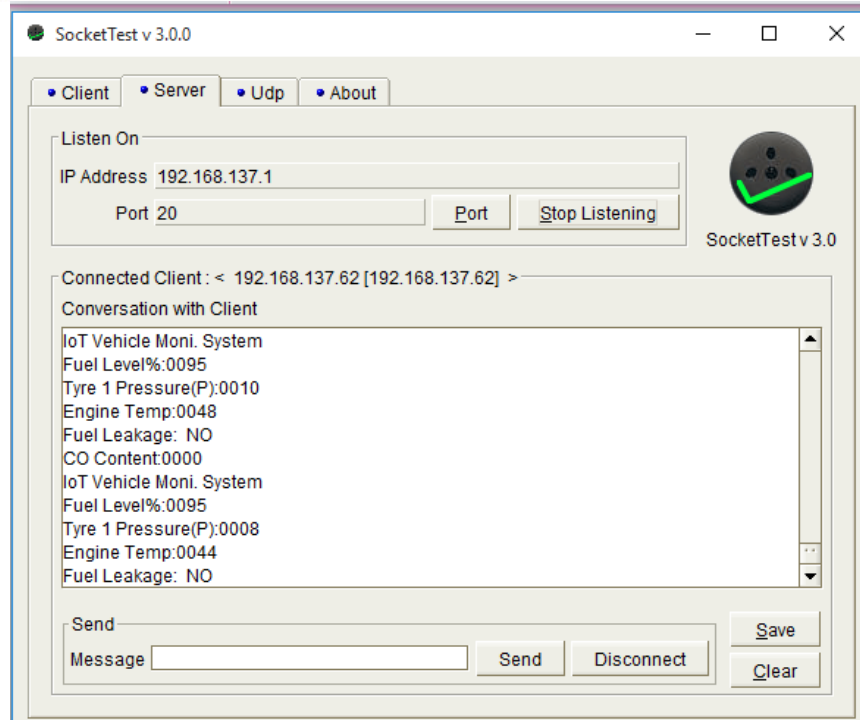 SocketTest v 3.0.0
Client Server Udp About
Listen On
IP Address 192.168.137.1
Port 20 Port Stop Listening
SocketTest v 3.0
Connected Client : < 192.168.137.62 [192.168.137.62] >
Conversation with Client
IoT Vehicle Moni. System
Fuel Level%:0095
Tyre 1 Pressure(P):0010
Engine Temp:0048
Fuel Leakage: NO
CO Content:0000
IoT Vehicle Moni. System
Fuel Level%:0095
Tyre 1 Pressure(P):0008
Engine Temp:0044
Fuel Leakage: NO
Send
Message Send Disconnect
Save
Clear